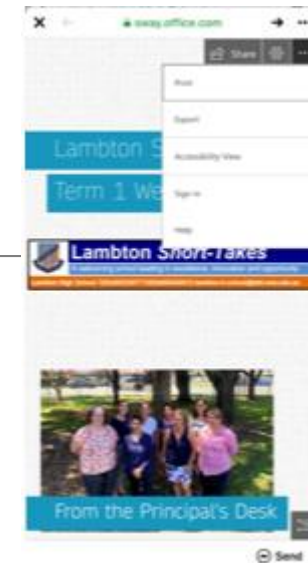 sway.office.com
Share
Print
Export
Accessibility View
Sign in
Help
Lambton S
Term 1 We
Lambton Short-Takes
From the Principal's Desk
Send